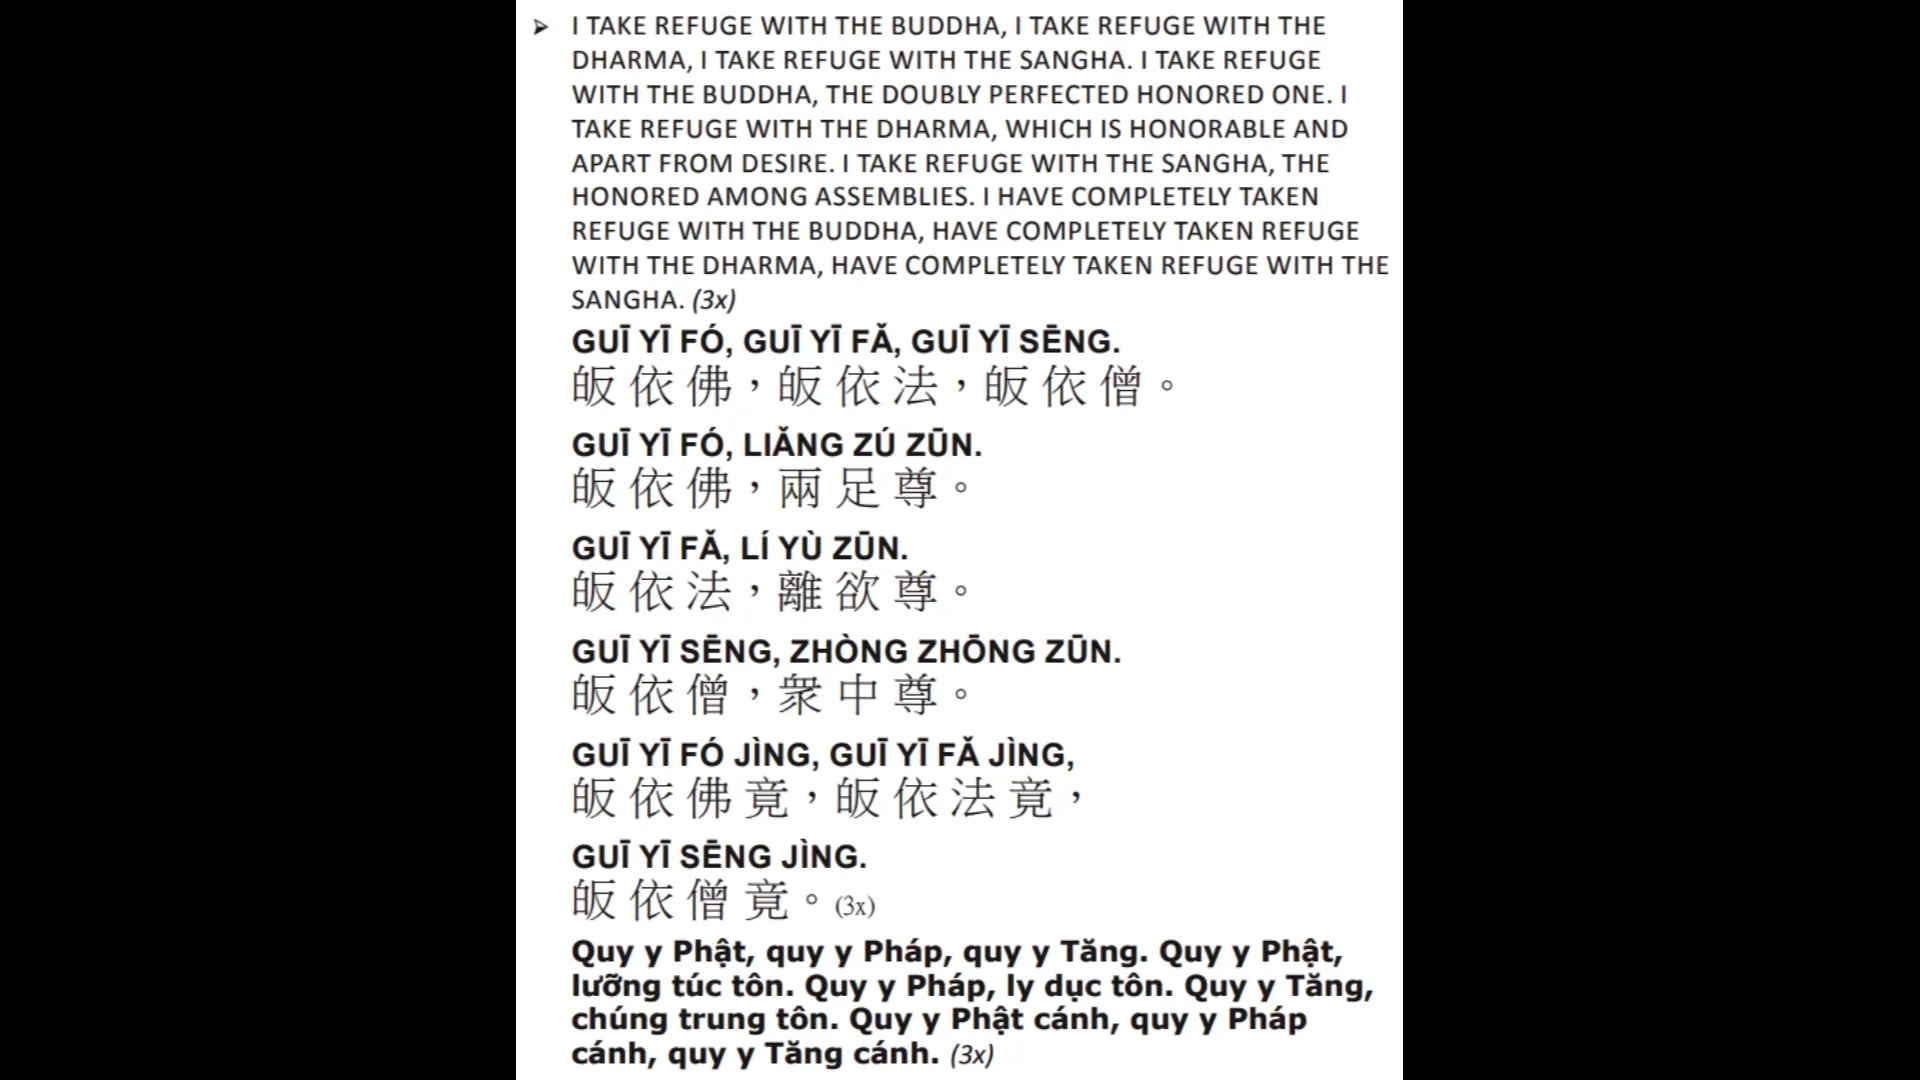 ➢ I TAKE REFUGE WITH THE BUDDHA, I TAKE REFUGE WITH THE
DHARMA, I TAKE REFUGE WITH THE SANGHA. I TAKE REFUGE
WITH THE BUDDHA, THE DOUBLY PERFECTED HONORED ONE. I
TAKE REFUGE WITH THE DHARMA, WHICH IS HONORABLE AND
APART FROM DESIRE. I TAKE REFUGE WITH THE SANGHA, THE
HONORED AMONG ASSEMBLIES. I HAVE COMPLETELY TAKEN
REFUGE WITH THE BUDDHA, HAVE COMPLETELY TAKEN REFUGE
WITH THE DHARMA, HAVE COMPLETELY TAKEN REFUGE WITH THE
SANGHA. (3x)
GUĪ YĪ FÓ, GUĪ YĪ FǍ, GUĪ YĪ SĒNG.
皈依佛，皈依法，皈依僧。
GUĪ YĪ FÓ, LIǍNG ZÚ ZŪN.
皈依佛，兩足尊。
GUĪ YĪ FǍ, LÍ YÙ ZŪN.
皈依法，離欲尊。
GUĪ YĪ SĒNG, ZHÒNG ZHŌNG ZŪN.
皈依僧，衆中尊。
GUĪ YĪ FÓ JÌNG, GUĪ YĪ FǍ JÌNG,
皈依佛竟，皈依法竟，
GUĪ YĪ SĒNG JÌNG.
皈依僧竟。(3x)
Quy y Phật, quy y Pháp, quy y Tăng. Quy y Phật,
lưỡng túc tôn. Quy y Pháp, ly dục tôn. Quy y Tăng,
chúng trung tôn. Quy y Phật cánh, quy y Pháp
cánh, quy y Tăng cánh. (3x)